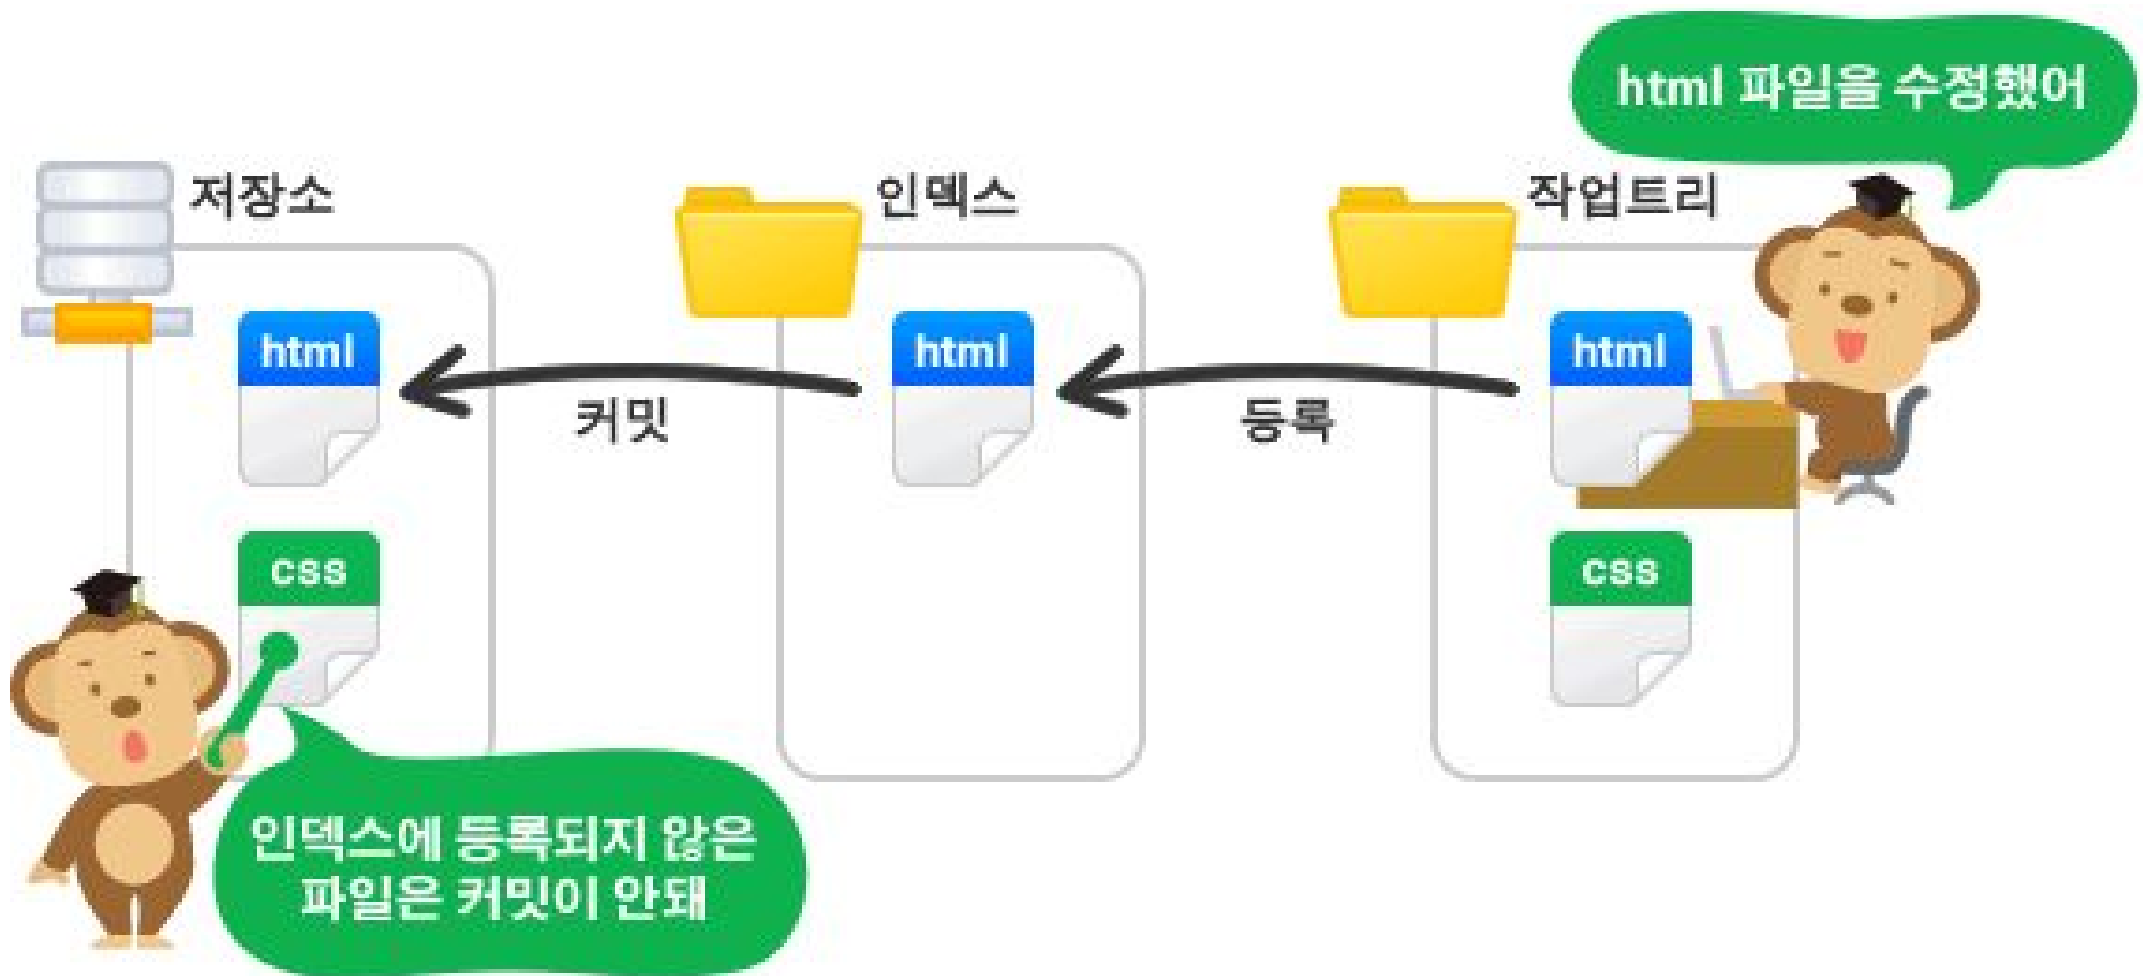 html 파일을 수정했어
저장소
인덱스
작업트리
html
html
html
커밋
등록
css
css
인덱스에 등록되지 않은
파일은 커밋이 안돼